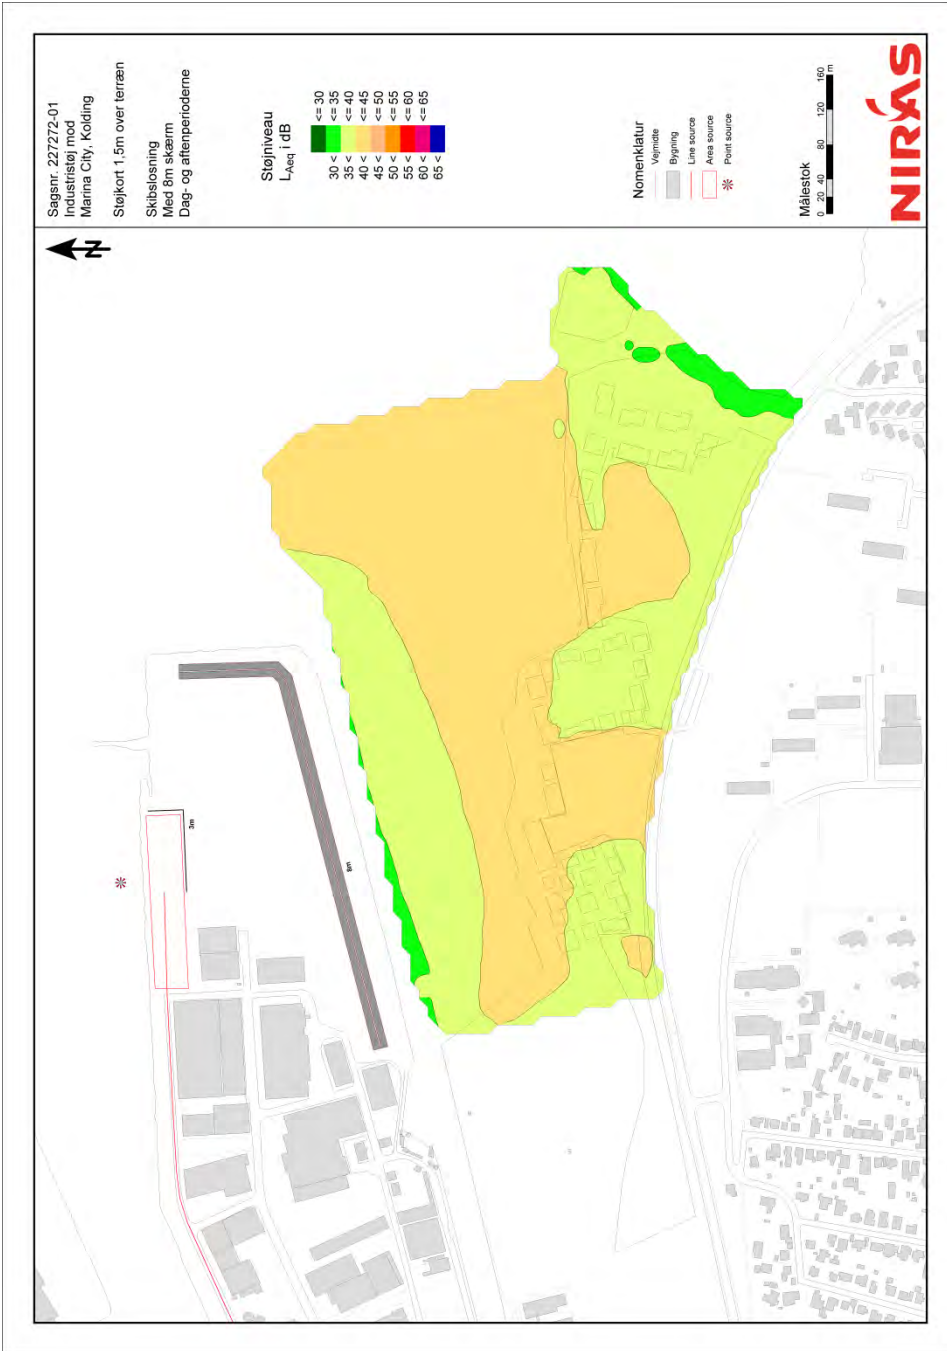 Sagsnr. 227272-01
Industristøj mod
Marina City, Kolding
Støjkort 1,5m over terræn
Skibslosning
Med 8m skærm
Dag- og aftenperioderne
Støjniveau
LAeq i dB
<= 30
30 < <= 35
35 < <= 40
40 < <= 45
45 < <= 50
50 < <= 55
55 < <= 60
60 < <= 65
65 <
Nomenklatur
Vejmidte
Bygning
Line source
Area source
Point source
Målestok
0 20 40 80 120 160
m
NIRÁS
N
3m
8m